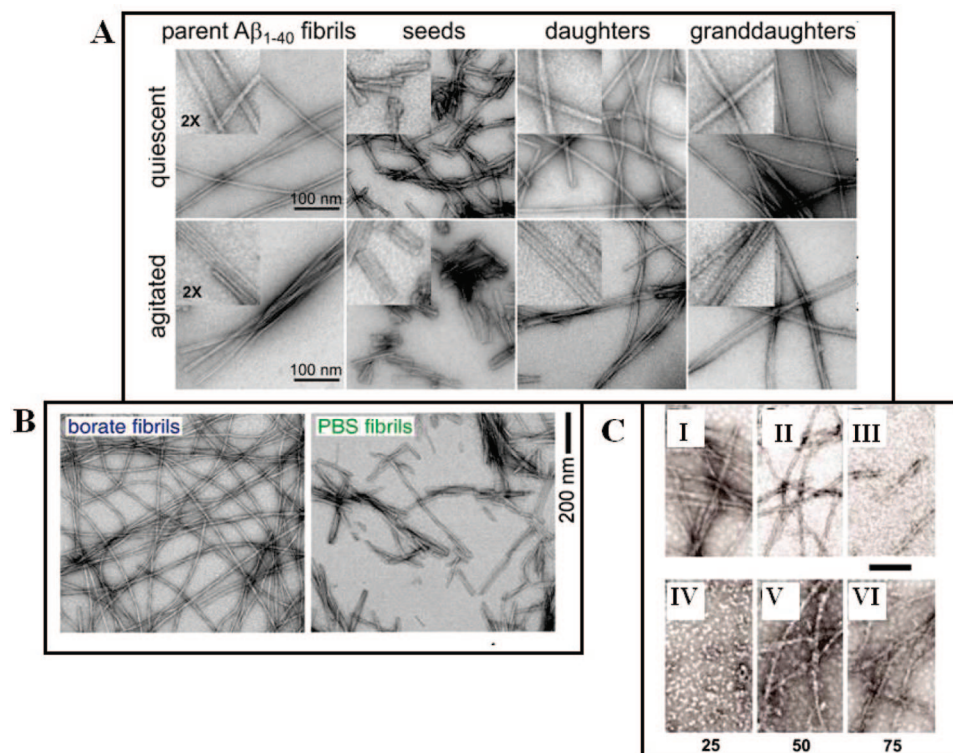 A
parent Aβ1-40 fibrils seeds daughters granddaughters
quiescent
2X
100 nm
agitated
2X
100 nm
B
borate fibrils PBS fibrils
200 nm
C
I II III
IV V VI
25 50 75